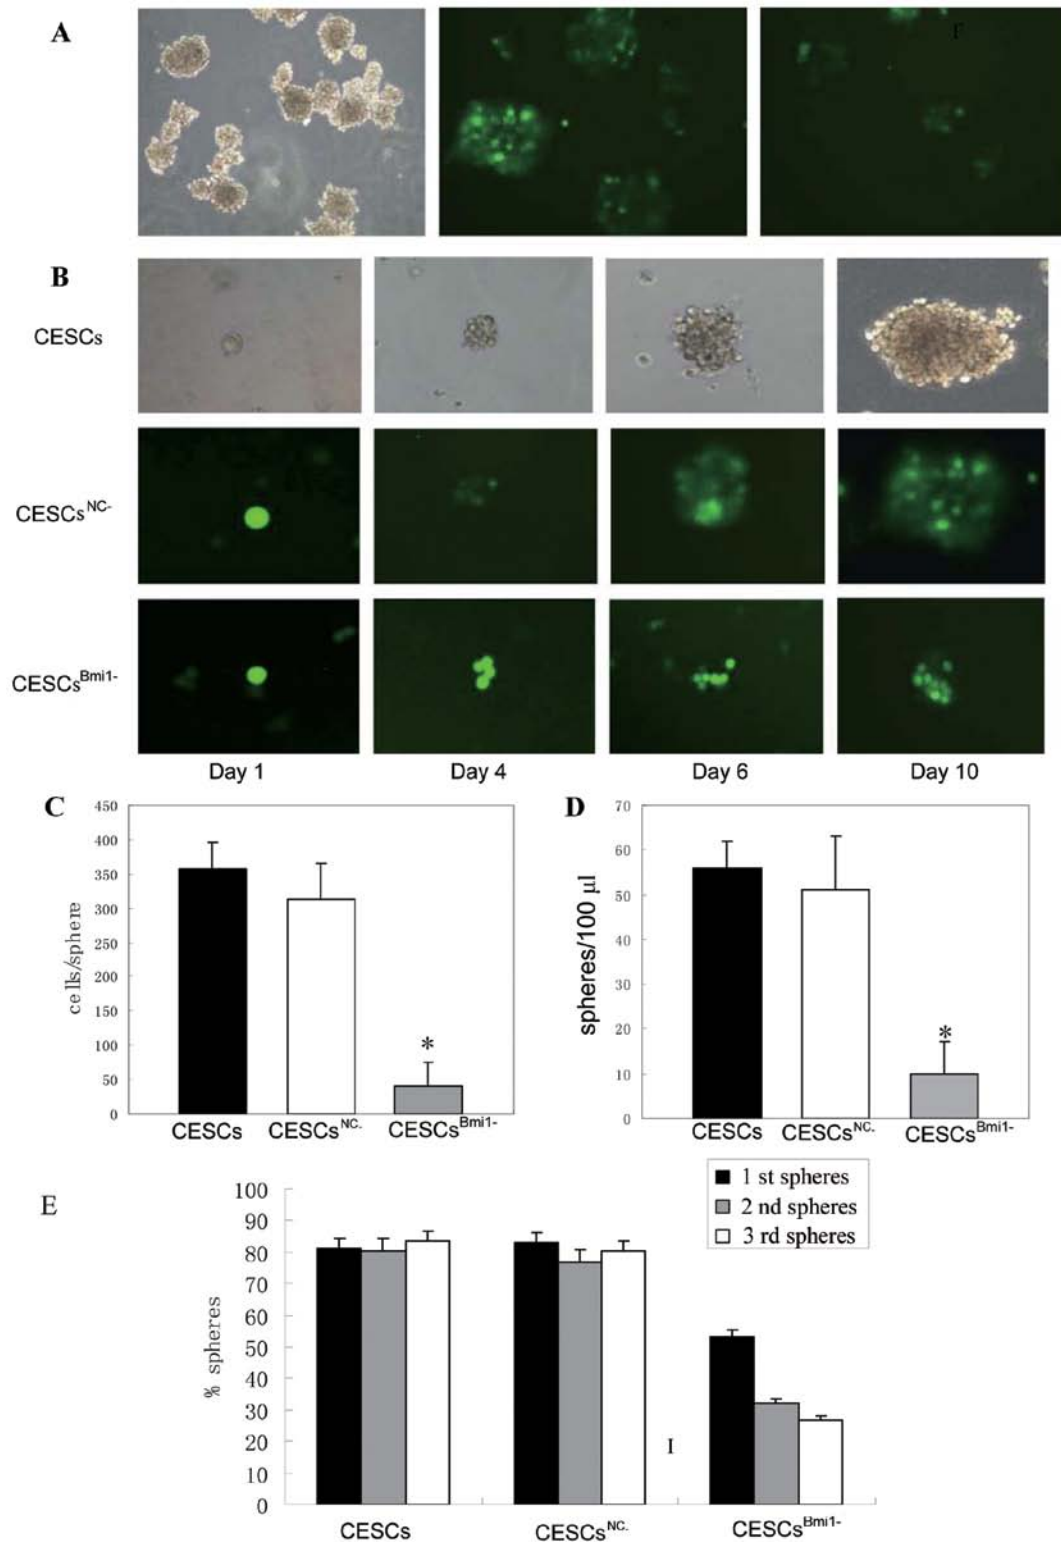 A
F
B
CESCs
CESCs^NC-
CESCs^Bmi1-
Day 1 Day 4 Day 6 Day 10
C
450
400
350
300
250
200
150
100
50
0
cells/sphere
*
CESCs CESCs^NC- CESCs^Bmi1-
D
70
60
50
40
30
20
10
0
spheres/100 µl
*
CESCs CESCs^NC- CESCs^Bmi1-
E
1 st spheres
2 nd spheres
3 rd spheres
100
90
80
70
60
50
40
30
20
10
0
% spheres
I
CESCs CESCs^NC- CESCs^Bmi1-